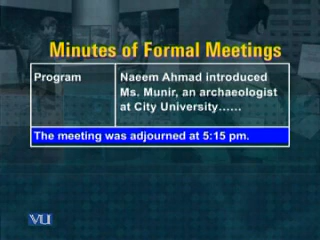 Minutes of Formal Meetings
Program
Naeem Ahmad introduced
Ms. Munir, an archaeologist
at City University……
The meeting was adjourned at 5:15 pm.
VU